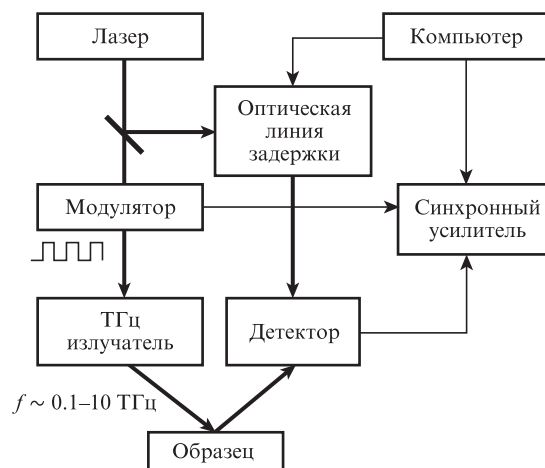 Лазер
Компьютер
Оптическая
линия
задержки
Модулятор
Синхронный
усилитель
ТГц
излучатель
Детектор
f ~ 0.1–10 ТГц
Образец